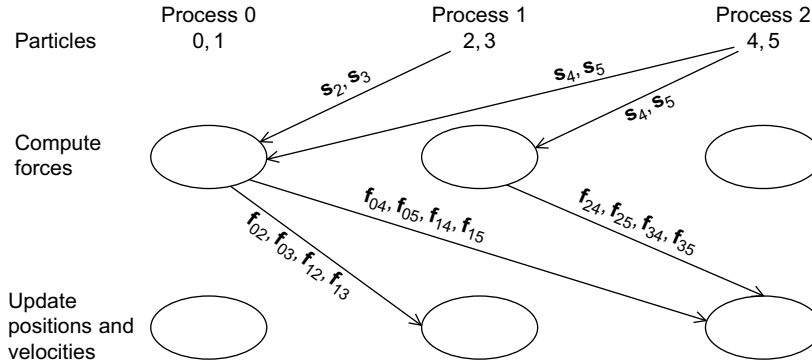 Process 0
Process 1
Process 2
Particles
0, 1
2, 3
4, 5
s2, s3
s4, s5
s4, s5
Compute
forces
f02, f03, f12, f13
f04, f05, f14, f15
f24, f25, f34, f35
Update
positions and
velocities